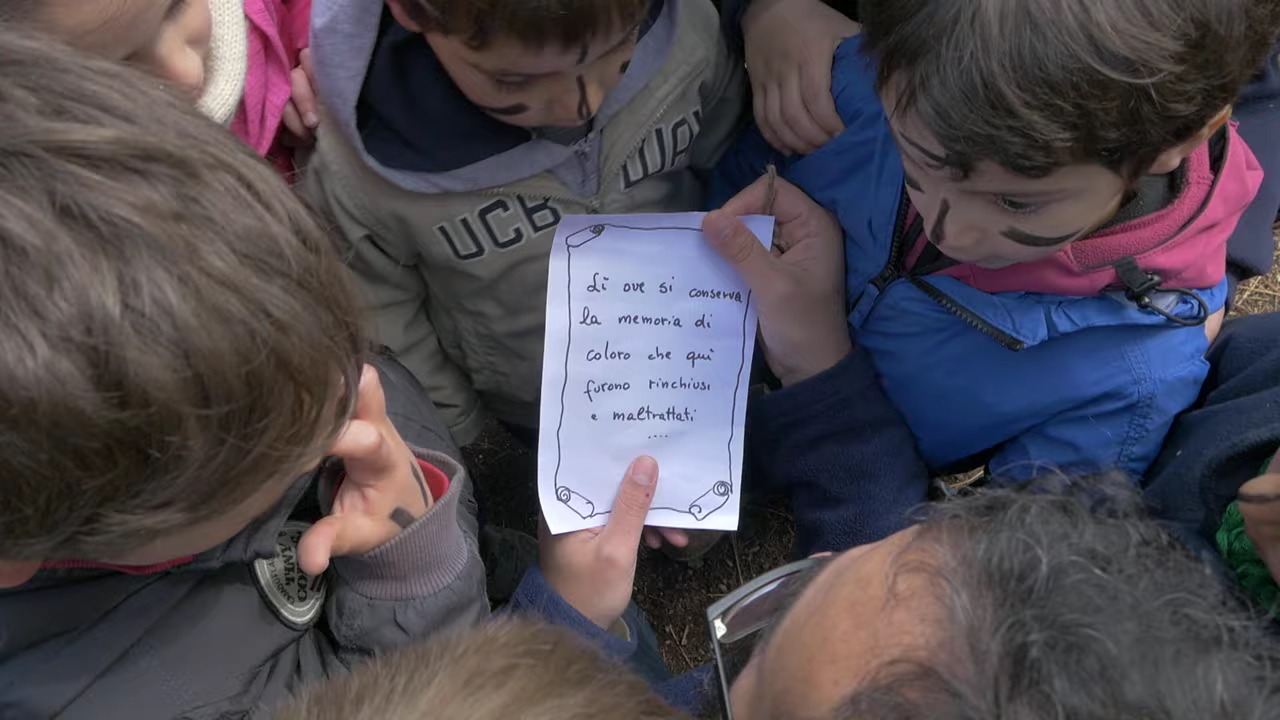 UCB
Lì ove si conserva
la memoria di
coloro che qui
furono rinchiusi
e maltrattati
....